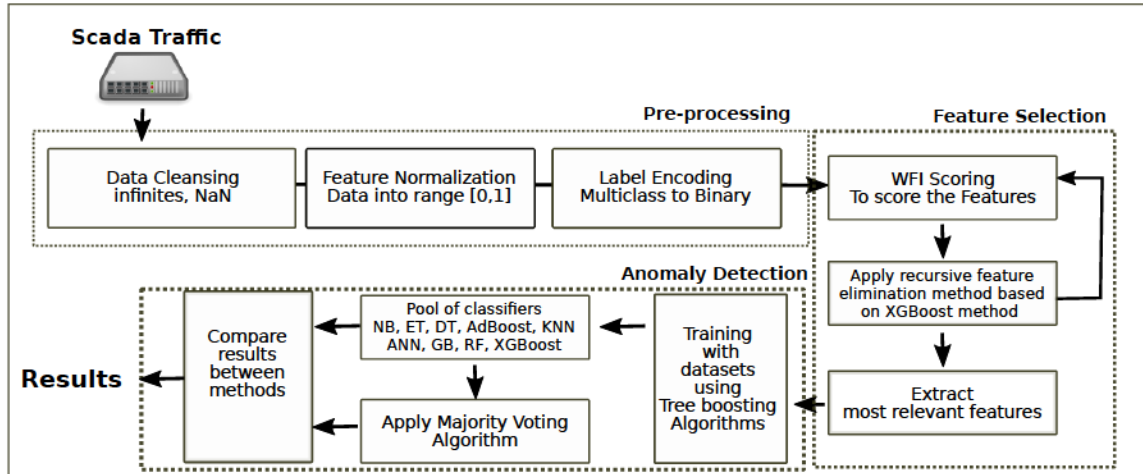 Scada Traffic
Pre-processing
Feature Selection
Data Cleansing
infinites, NaN
Feature Normalization
Data into range [0,1]
Label Encoding
Multiclass to Binary
WFI Scoring
To score the Features
Apply recursive feature
elimination method based
on XGBoost method
Extract
most relevant features
Anomaly Detection
Training
with
datasets
using
Tree boosting
Algorithms
Pool of classifiers
NB, ET, DT, AdBoost, KNN
ANN, GB, RF, XGBoost
Apply Majority Voting
Algorithm
Compare
results
between
methods
Results